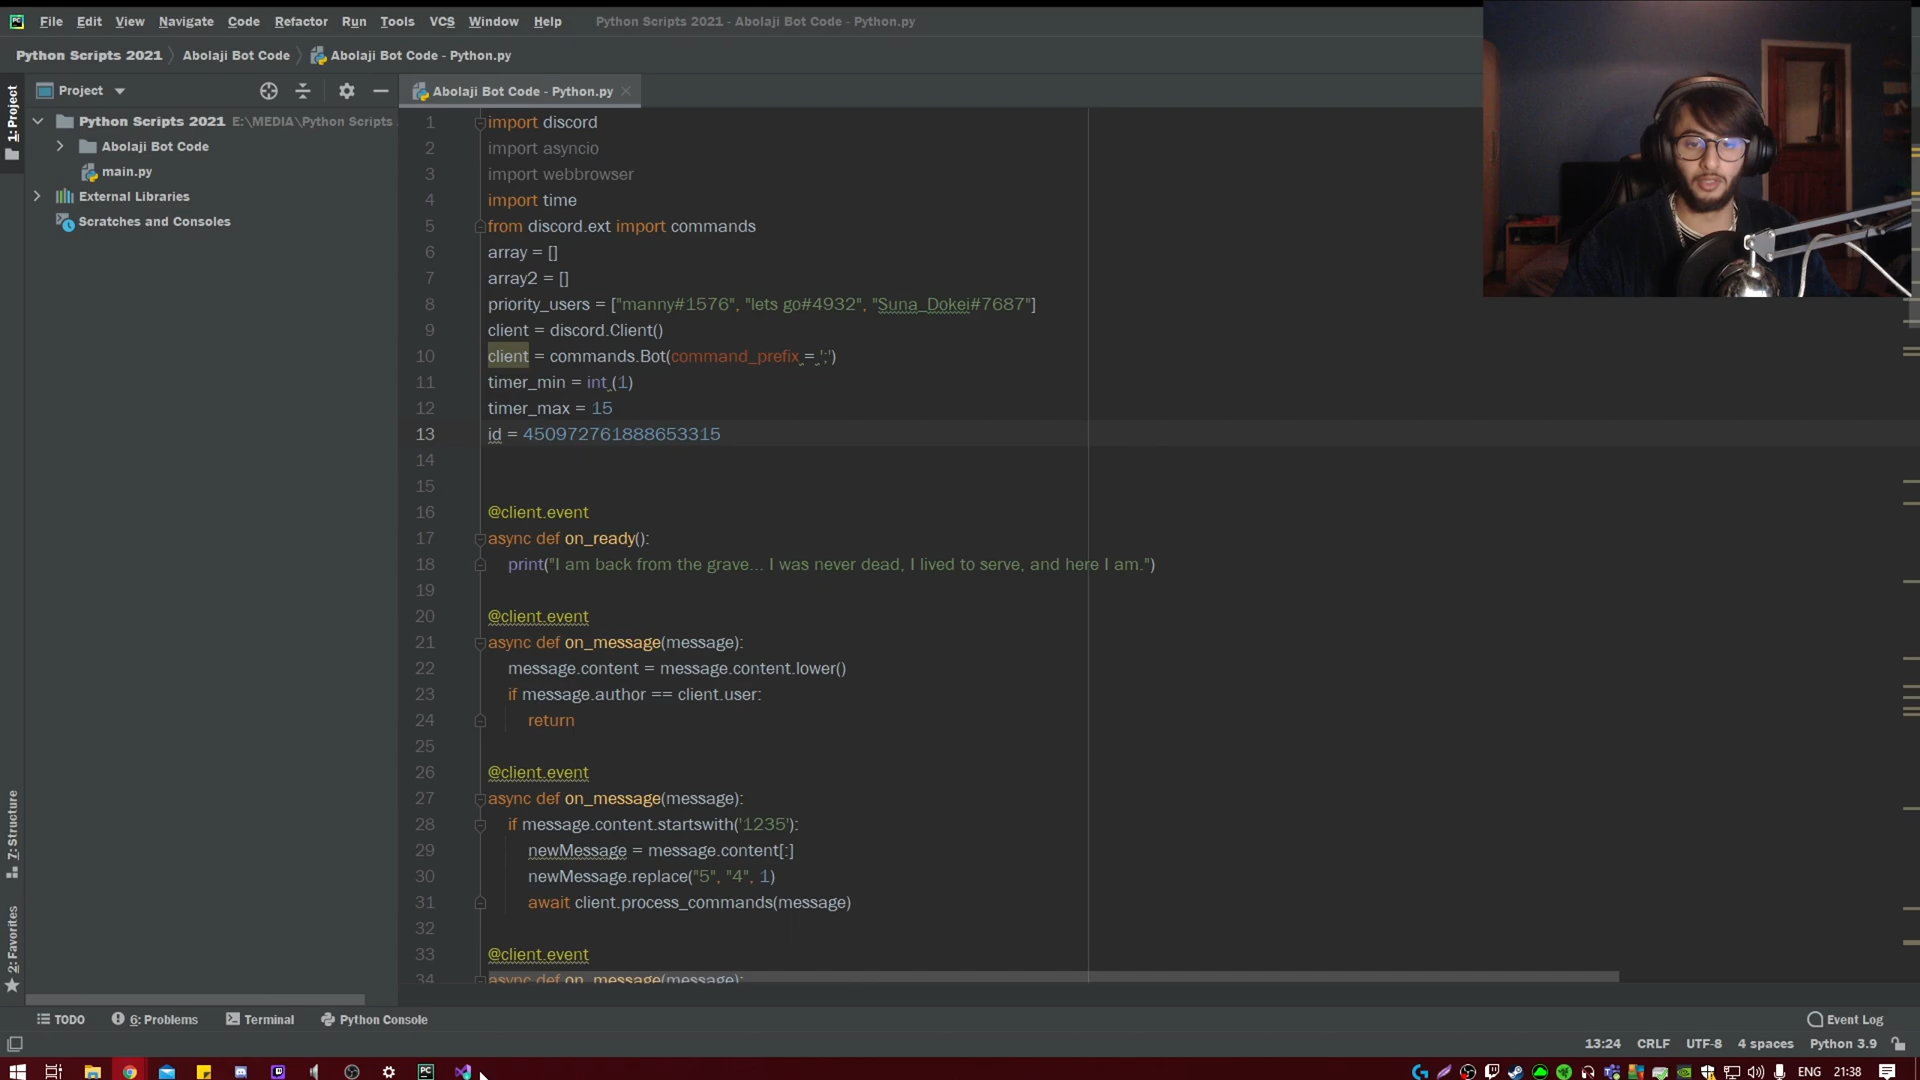 File Edit View Navigate Code Refactor Run Tools VCS Window Help Python Scripts 2021 - Abolaji Bot Code - Python.py
Python Scripts 2021 Abolaji Bot Code Abolaji Bot Code - Python.py
Project
Abolaji Bot Code - Python.py
1: Project
Python Scripts 2021 E:\MEDIA\Python Scripts
Abolaji Bot Code
main.py
External Libraries
Scratches and Consoles
1 import discord
2 import asyncio
3 import webbrowser
4 import time
5 from discord.ext import commands
6 array = []
7 array2 = []
8 priority_users = ["manny#1576", "lets go#4932", "Suna_Dokei#7687"]
9 client = discord.Client()
10 client = commands.Bot(command_prefix = ';')
11 timer_min = int (1)
12 timer_max = 15
13 id = 450972761888653315
14
15
16 @client.event
17 async def on_ready():
18 print("I am back from the grave... I was never dead, I lived to serve, and here I am.")
19
20 @client.event
21 async def on_message(message):
22 message.content = message.content.lower()
23 if message.author == client.user:
24 return
25
26 @client.event
27 async def on_message(message):
28 if message.content.startswith('1235'):
29 newMessage = message.content[:]
30 newMessage.replace("5", "4", 1)
31 await client.process_commands(message)
32
33 @client.event
34 async def on_message(message):
7: Structure
2: Favorites
TODO 6: Problems Terminal Python Console Event Log
13:24 CRLF UTF-8 4 spaces Python 3.9
ENG 21:38